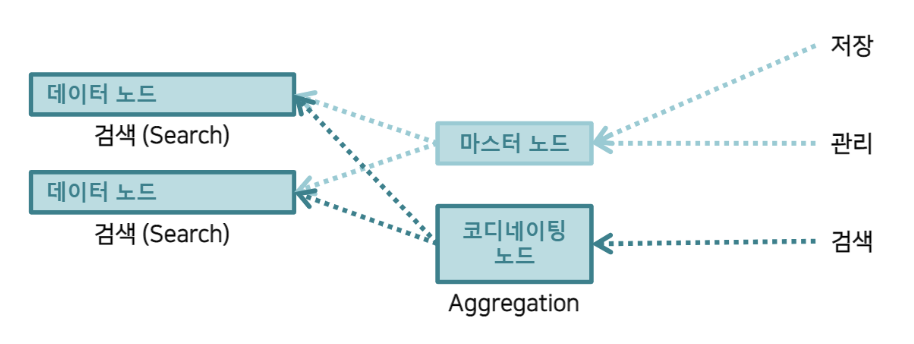 저장
데이터 노드
검색 (Search)
마스터 노드
관리
데이터 노드
검색 (Search)
코디네이팅
노드
검색
Aggregation